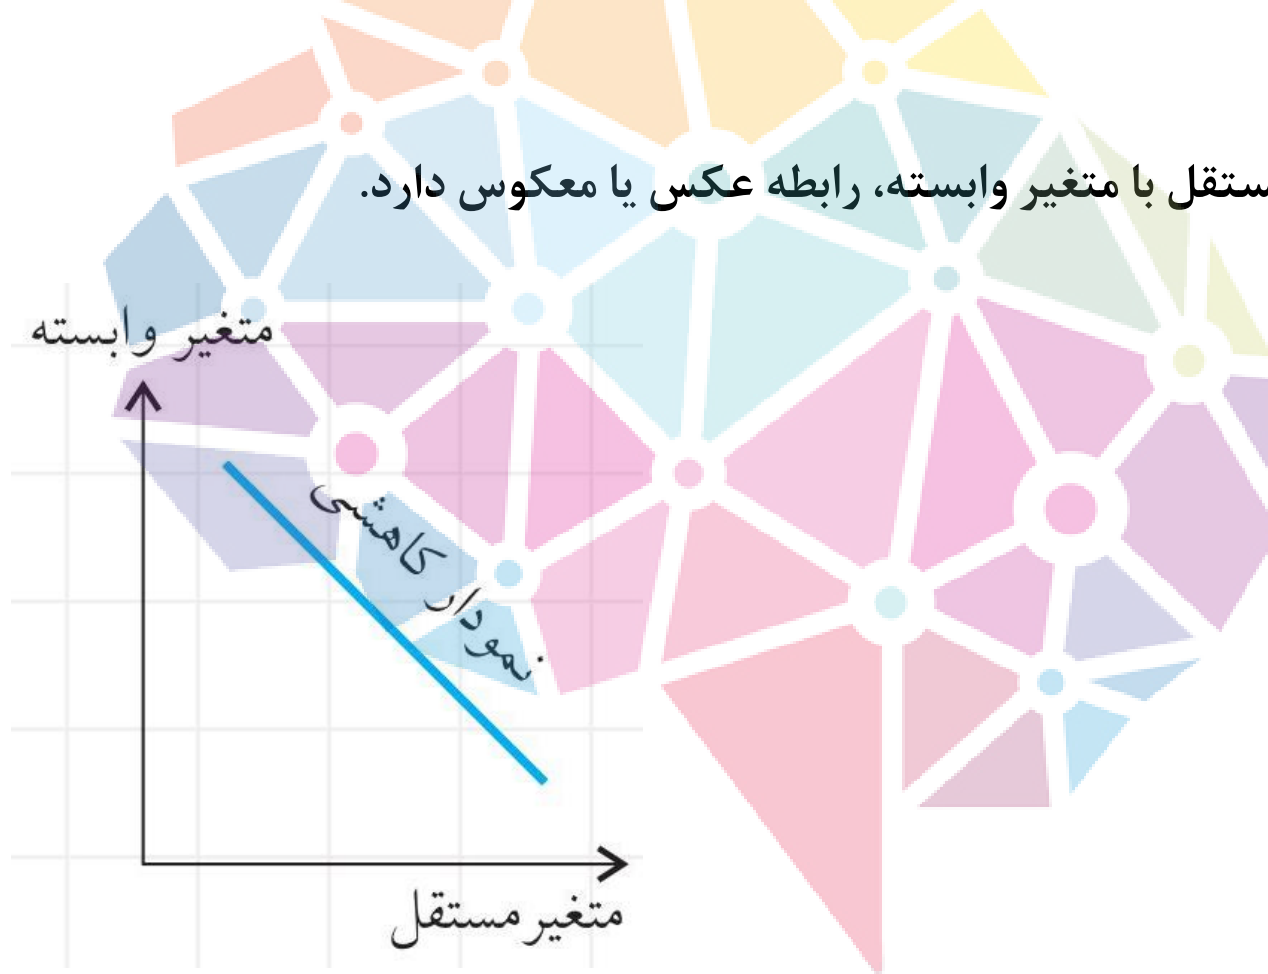 ستقل با متغیر وابسته، رابطه عکس یا معکوس دارد.
متغیر وابسته
نمودار کاهشی
متغیر مستقل